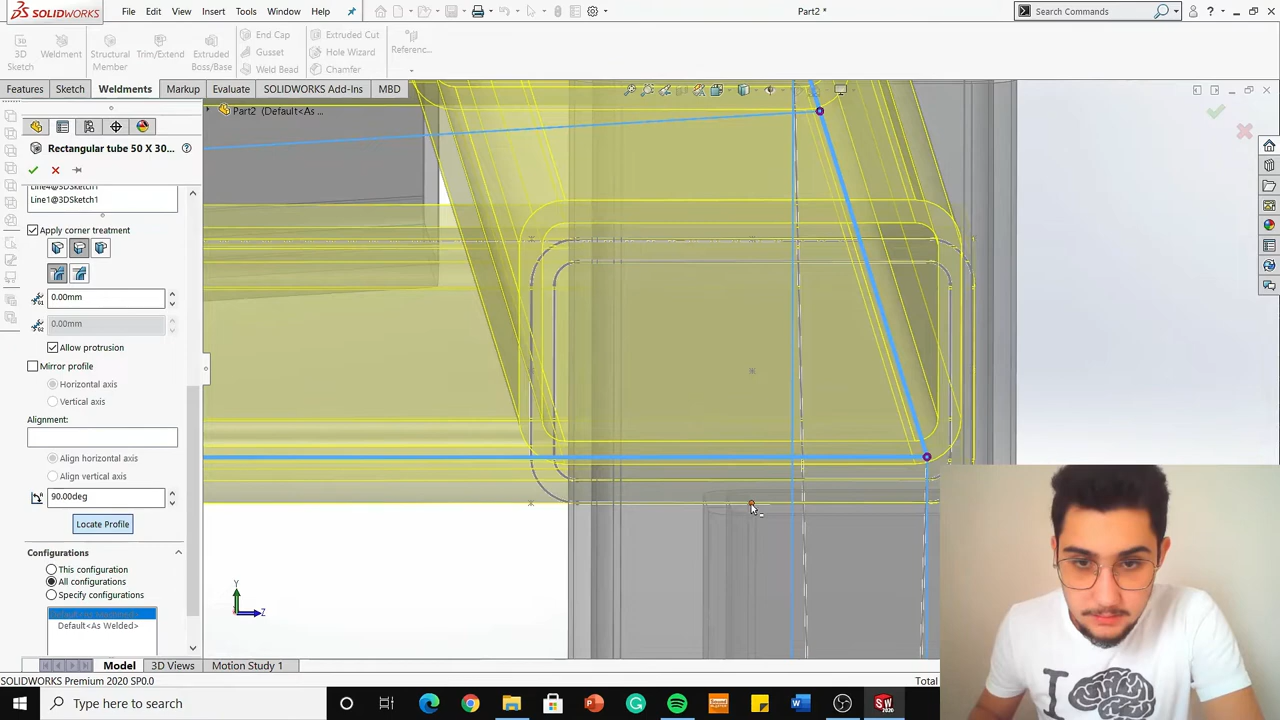 SOLIDWORKS
File
Edit
View
Insert
Tools
Window
Help
Part2 *
Search Commands
?
3D Sketch
Weldment
Structural Member
Trim/Extend
Extruded Boss/Base
End Cap
Gusset
Weld Bead
Extruded Cut
Hole Wizard
Chamfer
Referenc...
Features
Sketch
Weldments
Markup
Evaluate
SOLIDWORKS Add-Ins
MBD
Part2 (Default<As ...
Rectangular tube 50 X 30...
Line4@3DSketch1
Line1@3DSketch1
Apply corner treatment
0.00mm
0.00mm
Allow protrusion
Mirror profile
Horizontal axis
Vertical axis
Alignment:
Align horizontal axis
Align vertical axis
90.00deg
Locate Profile
Configurations
This configuration
All configurations
Specify configurations
Default<As Welded>
Y
Z
Model
3D Views
Motion Study 1
SOLIDWORKS Premium 2020 SP0.0
Total
I
Type here to search